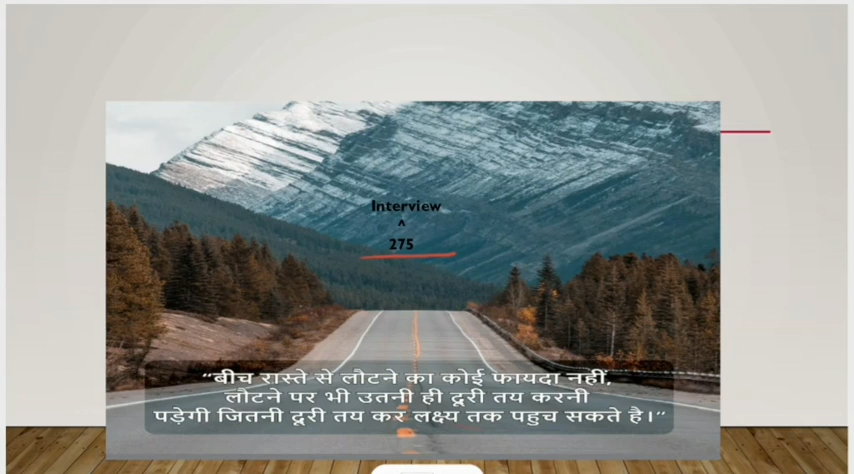 Interview
^
275
“बीच रास्ते से लौटने का कोई फायदा नहीं,
लौटने पर भी उतनी ही दूरी तय करनी
पड़ेगी जितनी दूरी तय कर लक्ष्य तक पहुच सकते है।”